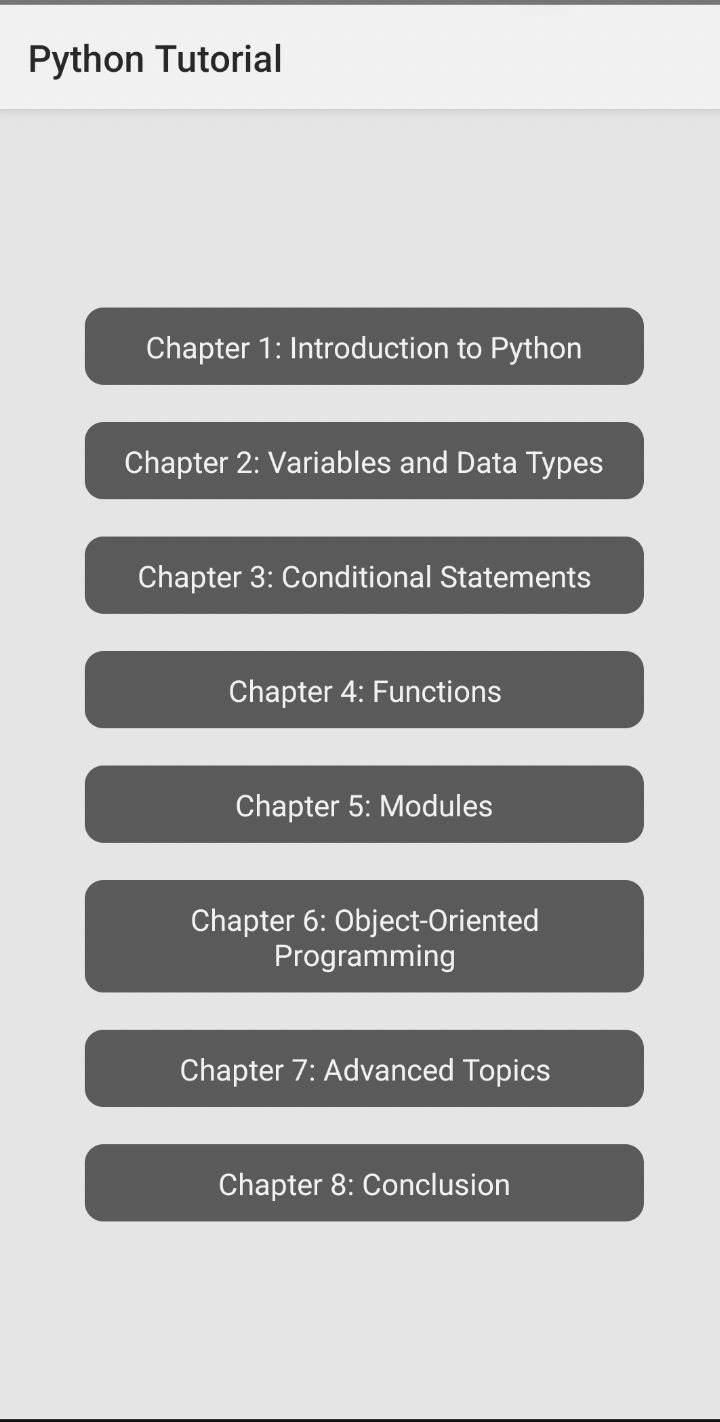 Python Tutorial
Chapter 1: Introduction to Python
Chapter 2: Variables and Data Types
Chapter 3: Conditional Statements
Chapter 4: Functions
Chapter 5: Modules
Chapter 6: Object-Oriented
Programming
Chapter 7: Advanced Topics
Chapter 8: Conclusion